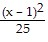 (x - 1)²
25